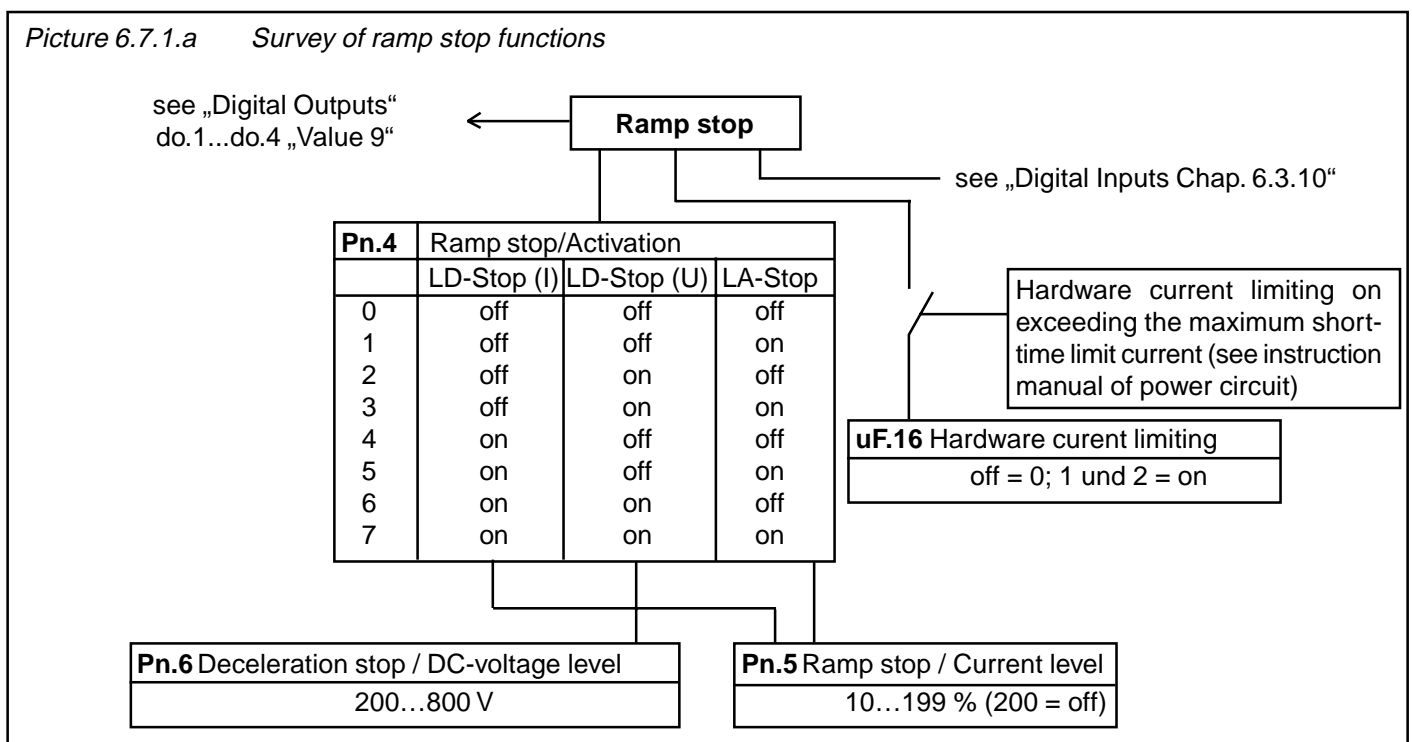 Picture 6.7.1.a Survey of ramp stop functions
see „Digital Outputs“
do.1...do.4 „Value 9“
Ramp stop
see „Digital Inputs Chap. 6.3.10“
Pn.4 Ramp stop/Activation
LD-Stop (I) LD-Stop (U) LA-Stop
0 off off off
1 off off on
2 off on off
3 off on on
4 on off off
5 on off on
6 on on off
7 on on on
Hardware current limiting on
exceeding the maximum short-
time limit current (see instruction
manual of power circuit)
uF.16 Hardware curent limiting
off = 0; 1 und 2 = on
Pn.6 Deceleration stop / DC-voltage level
200…800 V
Pn.5 Ramp stop / Current level
10…199 % (200 = off)